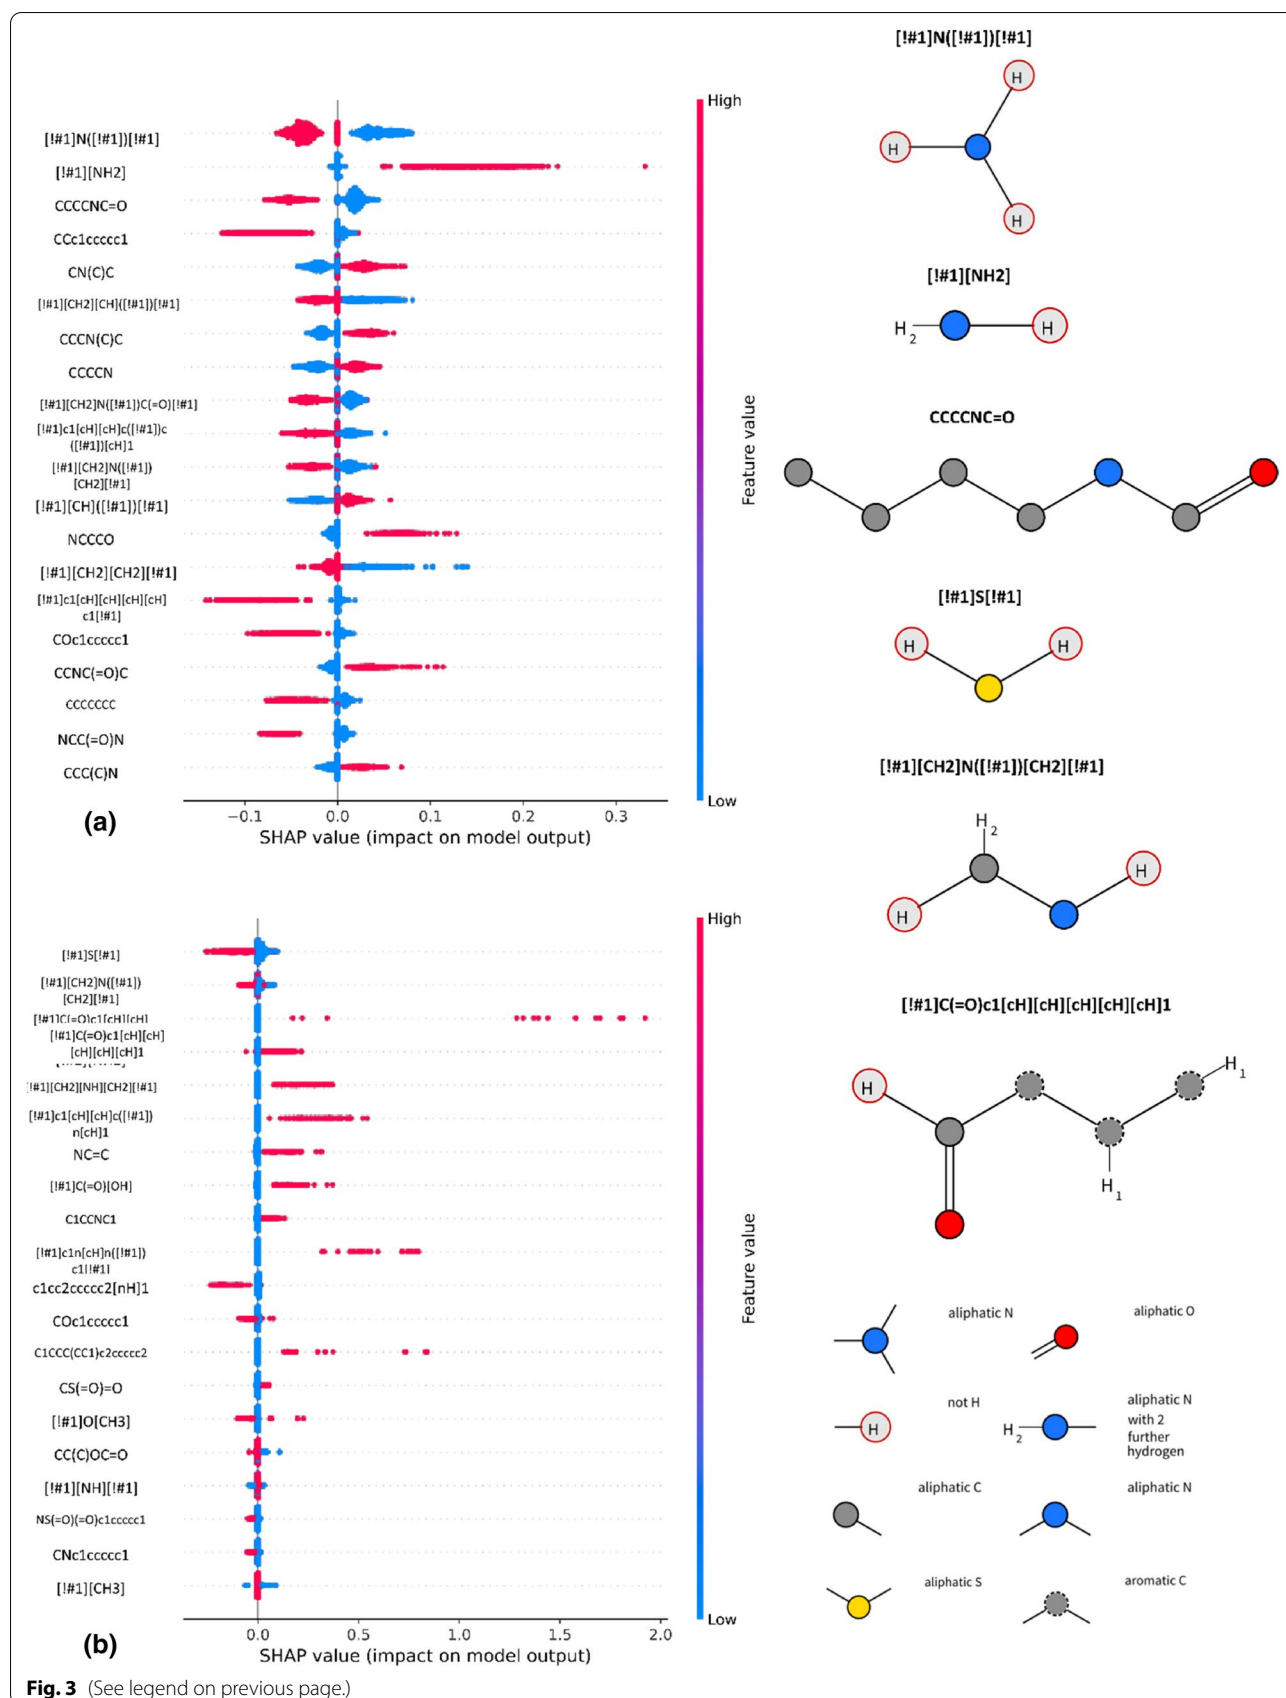 [!#1]N([!#1])[!#1]
[!#1][NH2]
CCCCNC=O
CCc1ccccc1
CN(C)C
[!#1][CH2][CH]([!#1])[!#1]
CCCN(C)C
CCCCN
[!#1][CH2]N([!#1])C(=O)[!#1]
[!#1]c1[cH][cH]c([!#1])c
([!#1])[cH]1
[!#1][CH2]N([!#1])
[CH2][!#1]
[!#1][CH]([!#1])[!#1]
NCCCO
[!#1][CH2][CH2][!#1]
[!#1]c1[cH][cH][cH][cH]
c1[!#1]
COc1ccccc1
CCNC(=O)C
CCCCCCC
NCC(=O)N
CCC(C)N
−0.1
0.0
0.1
0.2
0.3
SHAP value (impact on model output)
(a)
High
Feature value
Low
[!#1]S[!#1]
[!#1][CH2]N([!#1])
[CH2][!#1]
[!#1]C(=O)c1[cH][cH]
[!#1]C(=O)c1[cH][cH]
[cH][cH][cH]1
[!#1][CH2][NH][CH2][!#1]
[!#1]c1[cH][cH]c([!#1])
n[cH]1
NC=C
[!#1]C(=O)[OH]
C1CCNC1
[!#1]c1n[cH]n([!#1])
c1[!#1]
c1cc2ccccc2[nH]1
COc1ccccc1
C1CCC(CC1)c2ccccc2
CS(=O)=O
[!#1]O[CH3]
CC(C)OC=O
[!#1][NH][!#1]
NS(=O)(=O)c1ccccc1
CNc1ccccc1
[!#1][CH3]
0.0
0.5
1.0
1.5
2.0
SHAP value (impact on model output)
(b)
High
Feature value
Low
[!#1]N([!#1])[!#1]
H
H
H
[!#1][NH2]
H2
H
CCCCNC=O
[!#1]S[!#1]
H
H
[!#1][CH2]N([!#1])[CH2][!#1]
H2
H
H
[!#1]C(=O)c1[cH][cH][cH][cH][cH]1
H
H1
H1
aliphatic N
aliphatic O
not H
H
H2
aliphatic N
with 2
further
hydrogen
aliphatic C
aliphatic N
aliphatic S
aromatic C
Fig. 3 (See legend on previous page.)